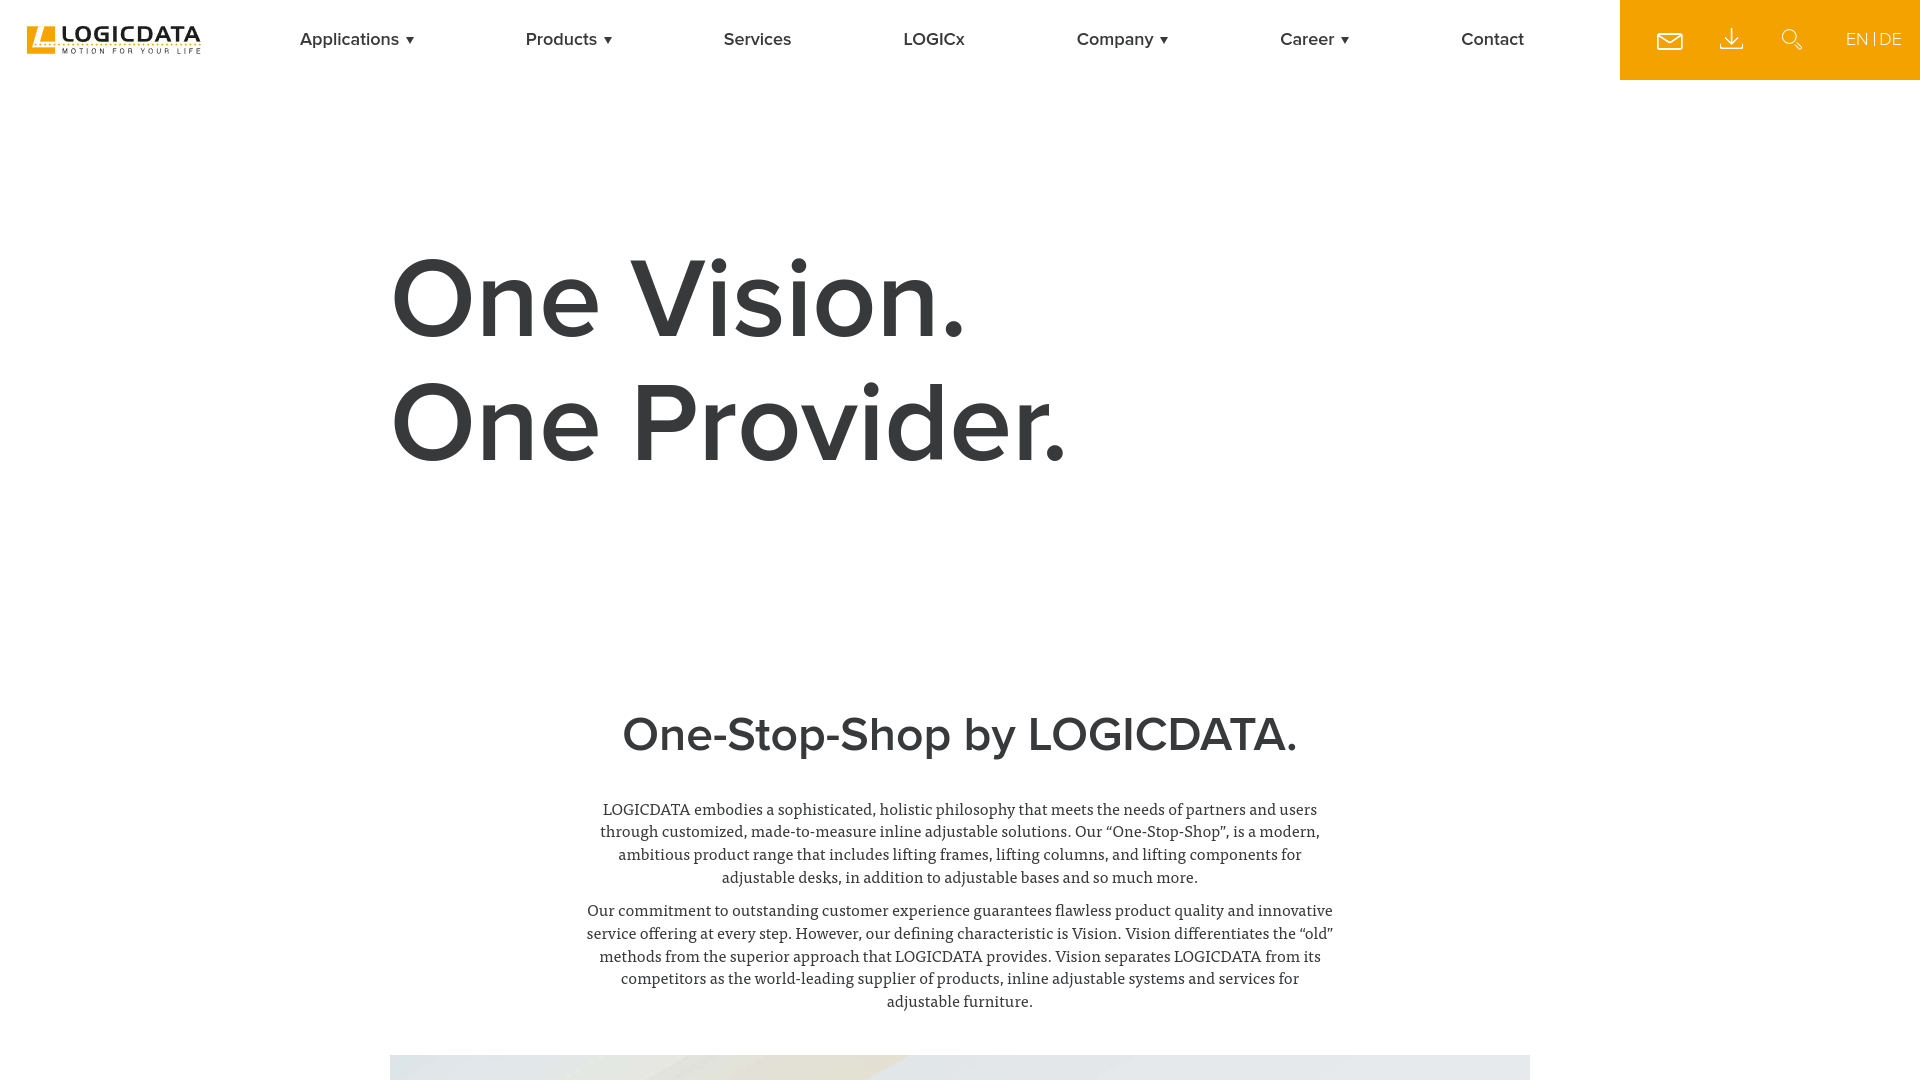 LOGICDATA
MOTION FOR YOUR LIFE
Applications
Products
Services
LOGICx
Company
Career
Contact
EN | DE
One Vision.
One Provider.
One-Stop-Shop by LOGICDATA.
LOGICDATA embodies a sophisticated, holistic philosophy that meets the needs of partners and users
through customized, made-to-measure inline adjustable solutions. Our “One-Stop-Shop”, is a modern,
ambitious product range that includes lifting frames, lifting columns, and lifting components for
adjustable desks, in addition to adjustable bases and so much more.
Our commitment to outstanding customer experience guarantees flawless product quality and innovative
service offering at every step. However, our defining characteristic is Vision. Vision differentiates the “old”
methods from the superior approach that LOGICDATA provides. Vision separates LOGICDATA from its
competitors as the world-leading supplier of products, inline adjustable systems and services for
adjustable furniture.